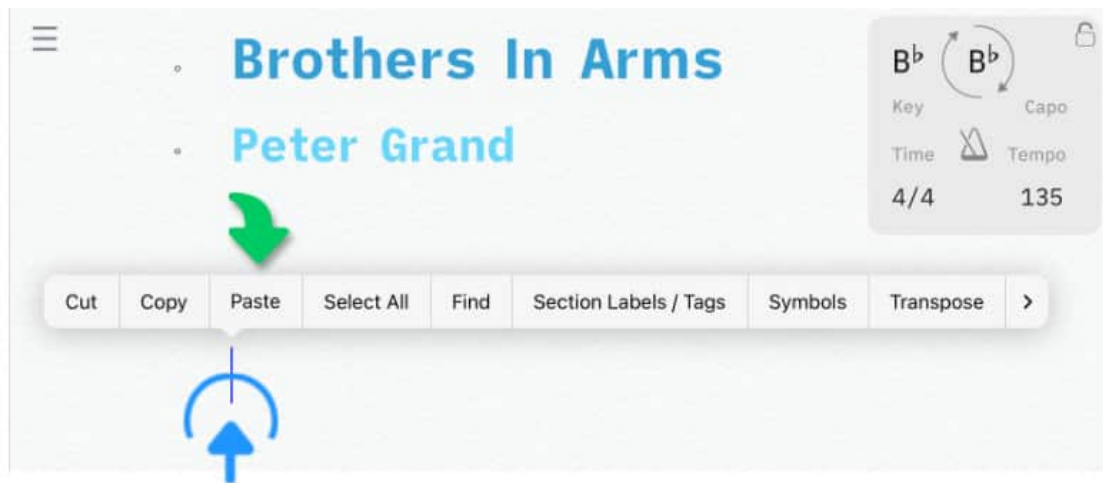 Brothers In Arms
Peter Grand
B♭ B♭
Key Capo
Time Tempo
4/4 135
Cut Copy Paste Select All Find Section Labels / Tags Symbols Transpose >